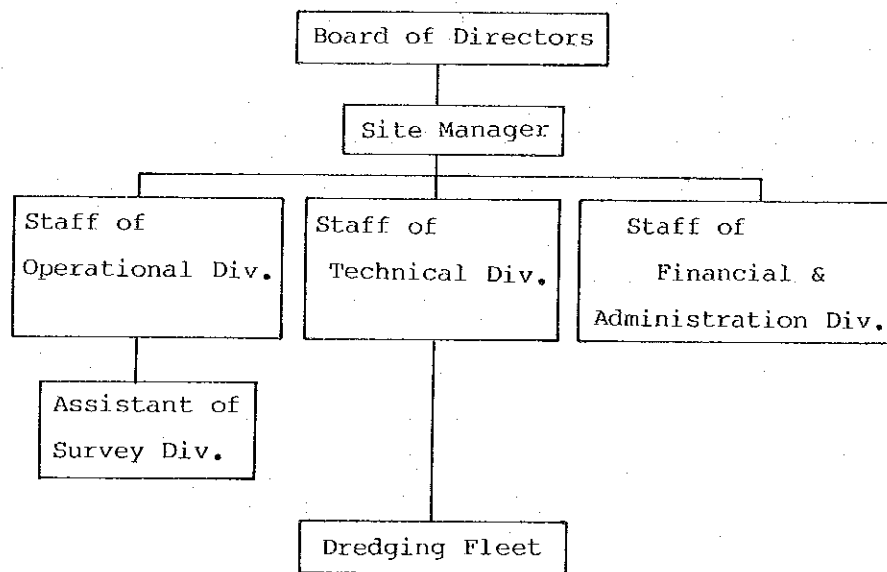 Board of Directors
Site Manager
Staff of
Operational Div.
Staff of
Technical Div.
Staff of
Financial &
Administration Div.
Assistant of
Survey Div.
Dredging Fleet